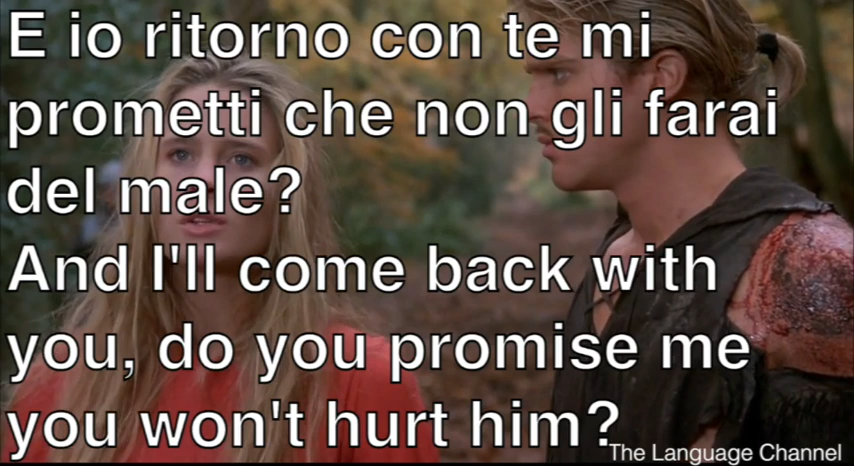 E io ritorno con te mi
prometti che non gli farai
del male?
And I'll come back with
you, do you promise me
you won't hurt him?
The Language Channel